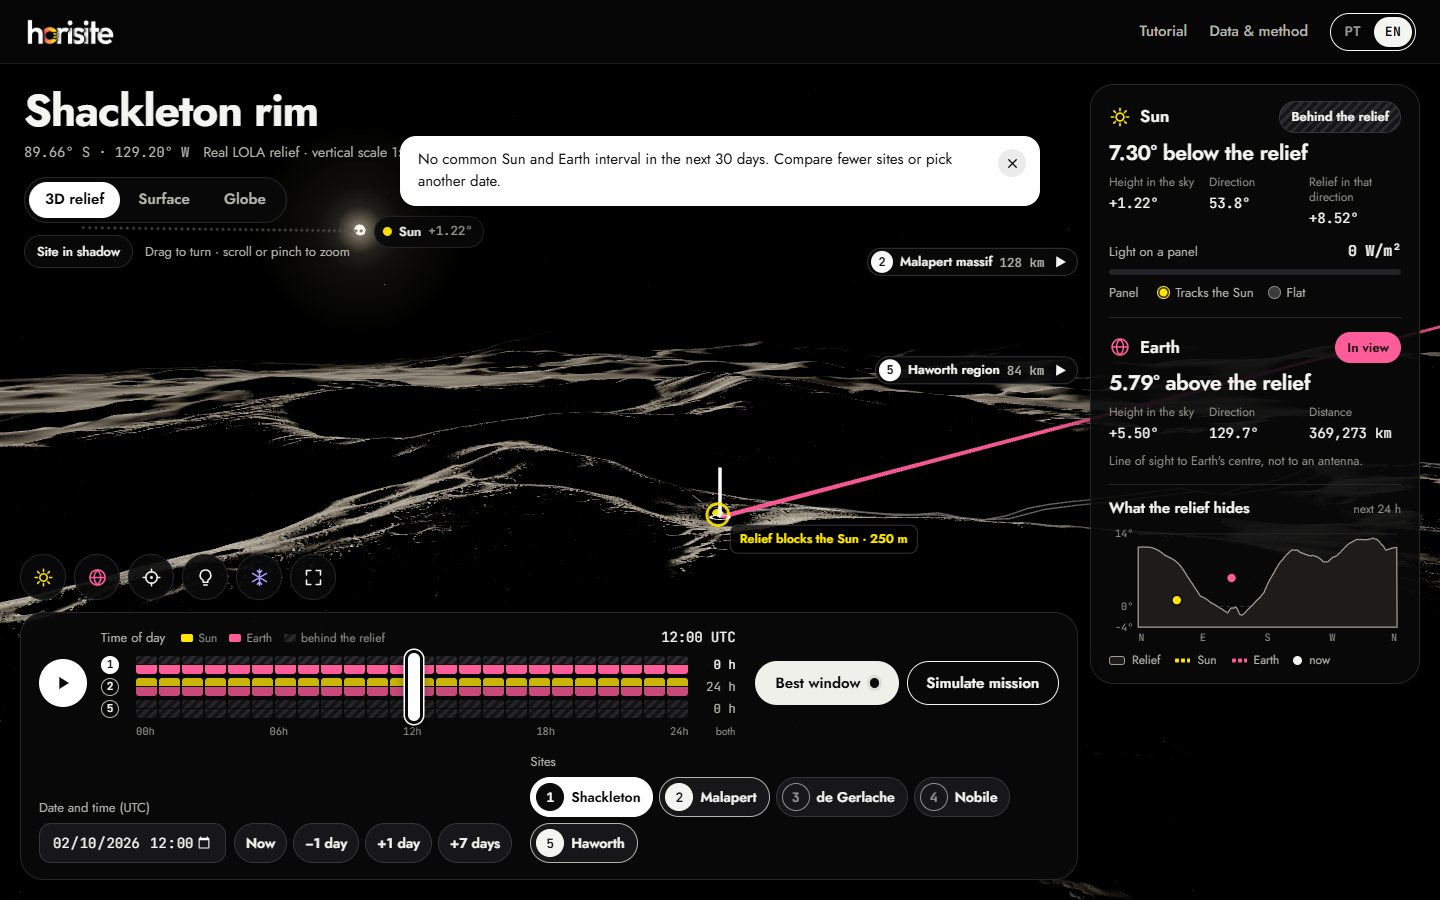 horisite
Tutorial
Data & method
PT
EN
Shackleton rim
89.66° S · 129.20° W
Real LOLA relief · vertical scale 1:
No common Sun and Earth interval in the next 30 days. Compare fewer sites or pick
another date.
3D relief
Surface
Globe
Sun +1.22°
Site in shadow
Drag to turn · scroll or pinch to zoom
2 Malapert massif 128 km
5 Haworth region 84 km
Relief blocks the Sun · 250 m
Sun
Behind the relief
7.30° below the relief
Height in the sky
Direction
Relief in that
direction
+1.22°
53.8°
+8.52°
Light on a panel
0 W/m²
Panel
Tracks the Sun
Flat
Earth
In view
5.79° above the relief
Height in the sky
Direction
Distance
+5.50°
129.7°
369,273 km
Line of sight to Earth's centre, not to an antenna.
What the relief hides
next 24 h
14°
0°
-4°
N E S W N
Relief
Sun
Earth
now
Time of day
Sun
Earth
behind the relief
12:00 UTC
1
0 h
2
24 h
5
0 h
00h 06h 12h 18h 24h both
Best window
Simulate mission
Sites
1 Shackleton
2 Malapert
3 de Gerlache
4 Nobile
5 Haworth
Date and time (UTC)
02/10/2026 12:00
Now
−1 day
+1 day
+7 days